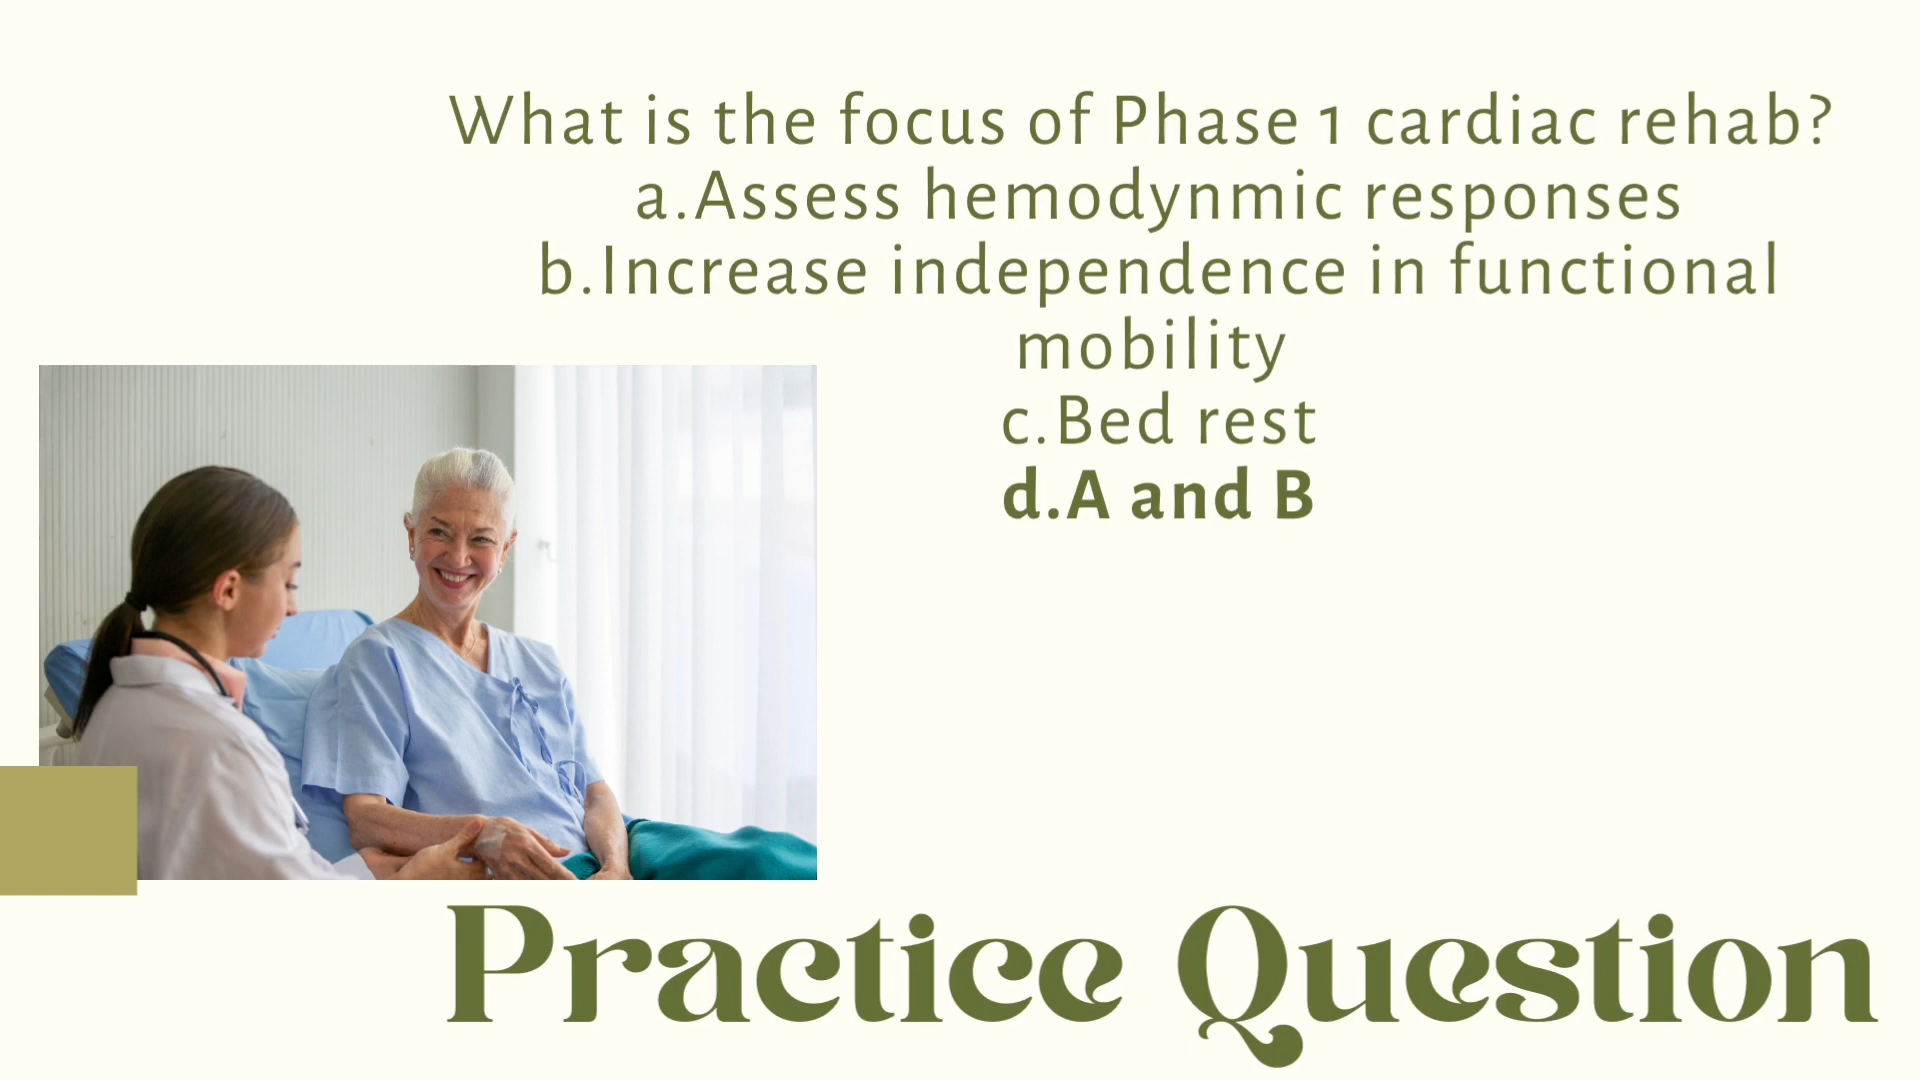 What is the focus of Phase 1 cardiac rehab?
a.Assess hemodynmic responses
b.Increase independence in functional
mobility
c.Bed rest
d.A and B
Practice Question